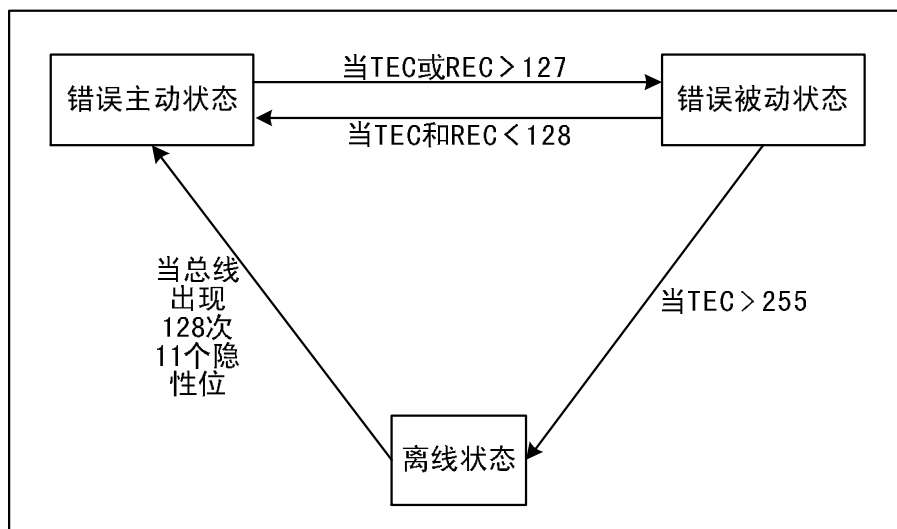 当TEC或REC＞127
错误主动状态
错误被动状态
当TEC和REC＜128
当总线
出现
128次
11个隐
性位
当TEC＞255
离线状态